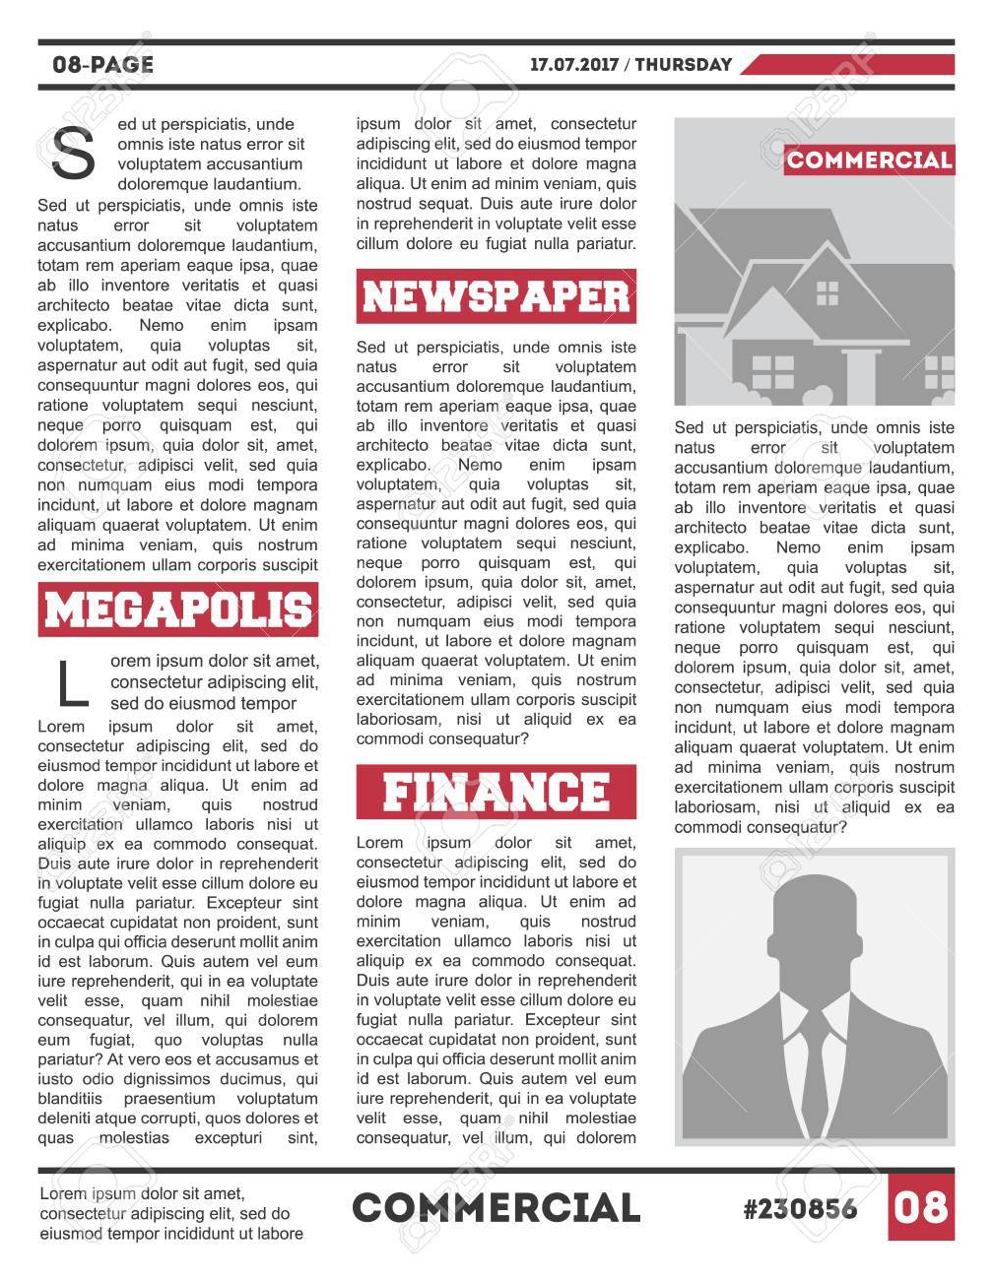 08-PAGE
17.07.2017 / THURSDAY
Sed ut perspiciatis, unde
omnis iste natus error sit
voluptatem accusantium
doloremque laudantium.
Sed ut perspiciatis, unde omnis iste
natus error sit voluptatem
accusantium doloremque laudantium,
totam rem aperiam eaque ipsa, quae
ab illo inventore veritatis et quasi
architecto beatae vitae dicta sunt,
explicabo. Nemo enim ipsam
voluptatem, quia voluptas sit,
aspernatur aut odit aut fugit, sed quia
consequuntur magni dolores eos, qui
ratione voluptatem sequi nesciunt,
neque porro quisquam est, qui
dolorem ipsum, quia dolor sit, amet,
consectetur, adipisci velit, sed quia
non numquam eius modi tempora
incidunt, ut labore et dolore magnam
aliquam quaerat voluptatem. Ut enim
ad minima veniam, quis nostrum
exercitationem ullam corporis suscipit
MEGAPOLIS
Lorem ipsum dolor sit amet,
consectetur adipiscing elit,
sed do eiusmod tempor
Lorem ipsum dolor sit amet,
consectetur adipiscing elit, sed do
eiusmod tempor incididunt ut labore et
dolore magna aliqua. Ut enim ad
minim veniam, quis nostrud
exercitation ullamco laboris nisi ut
aliquip ex ea commodo consequat.
Duis aute irure dolor in reprehenderit
in voluptate velit esse cillum dolore eu
fugiat nulla pariatur. Excepteur sint
occaecat cupidatat non proident, sunt
in culpa qui officia deserunt mollit anim
id est laborum. Quis autem vel eum
iure reprehenderit, qui in ea voluptate
velit esse, quam nihil molestiae
consequatur, vel illum, qui dolorem
eum fugiat, quo voluptas nulla
pariatur? At vero eos et accusamus et
iusto odio dignissimos ducimus, qui
blanditiis praesentium voluptatum
deleniti atque corrupti, quos dolores et
quas molestias excepturi sint,
ipsum dolor sit amet, consectetur
adipiscing elit, sed do eiusmod tempor
incididunt ut labore et dolore magna
aliqua. Ut enim ad minim veniam, quis
nostrud sequat. Duis aute irure dolor
in reprehenderit in voluptate velit esse
cillum dolore eu fugiat nulla pariatur.
NEWSPAPER
Sed ut perspiciatis, unde omnis iste
natus error sit voluptatem
accusantium doloremque laudantium,
totam rem aperiam eaque ipsa, quae
ab illo inventore veritatis et quasi
architecto beatae vitae dicta sunt,
explicabo. Nemo enim ipsam
voluptatem, quia voluptas sit,
aspernatur aut odit aut fugit, sed quia
consequuntur magni dolores eos, qui
ratione voluptatem sequi nesciunt,
neque porro quisquam est, qui
dolorem ipsum, quia dolor sit, amet,
consectetur, adipisci velit, sed quia
non numquam eius modi tempora
incidunt, ut labore et dolore magnam
aliquam quaerat voluptatem. Ut enim
ad minima veniam, quis nostrum
exercitationem ullam corporis suscipit
laboriosam, nisi ut aliquid ex ea
commodi consequatur?
FINANCE
Lorem ipsum dolor sit amet,
consectetur adipiscing elit, sed do
eiusmod tempor incididunt ut labore et
dolore magna aliqua. Ut enim ad
minim veniam, quis nostrud
exercitation ullamco laboris nisi ut
aliquip ex ea commodo consequat.
Duis aute irure dolor in reprehenderit
in voluptate velit esse cillum dolore eu
fugiat nulla pariatur. Excepteur sint
occaecat cupidatat non proident, sunt
in culpa qui officia deserunt mollit anim
id est laborum. Quis autem vel eum
iure reprehenderit, qui in ea voluptate
velit esse, quam nihil molestiae
consequatur, vel illum, qui dolorem
COMMERCIAL
Sed ut perspiciatis, unde omnis iste
natus error sit voluptatem
accusantium doloremque laudantium,
totam rem aperiam eaque ipsa, quae
ab illo inventore veritatis et quasi
architecto beatae vitae dicta sunt,
explicabo. Nemo enim ipsam
voluptatem, quia voluptas sit,
aspernatur aut odit aut fugit, sed quia
consequuntur magni dolores eos, qui
ratione voluptatem sequi nesciunt,
neque porro quisquam est, qui
dolorem ipsum, quia dolor sit, amet,
consectetur, adipisci velit, sed quia
non numquam eius modi tempora
incidunt, ut labore et dolore magnam
aliquam quaerat voluptatem. Ut enim
ad minima veniam, quis nostrum
exercitationem ullam corporis suscipit
laboriosam, nisi ut aliquid ex ea
commodi consequatur?
Lorem ipsum dolor sit amet,
consectetur adipiscing elit, sed do
eiusmod tempor incididunt ut labore
COMMERCIAL
#230856
08